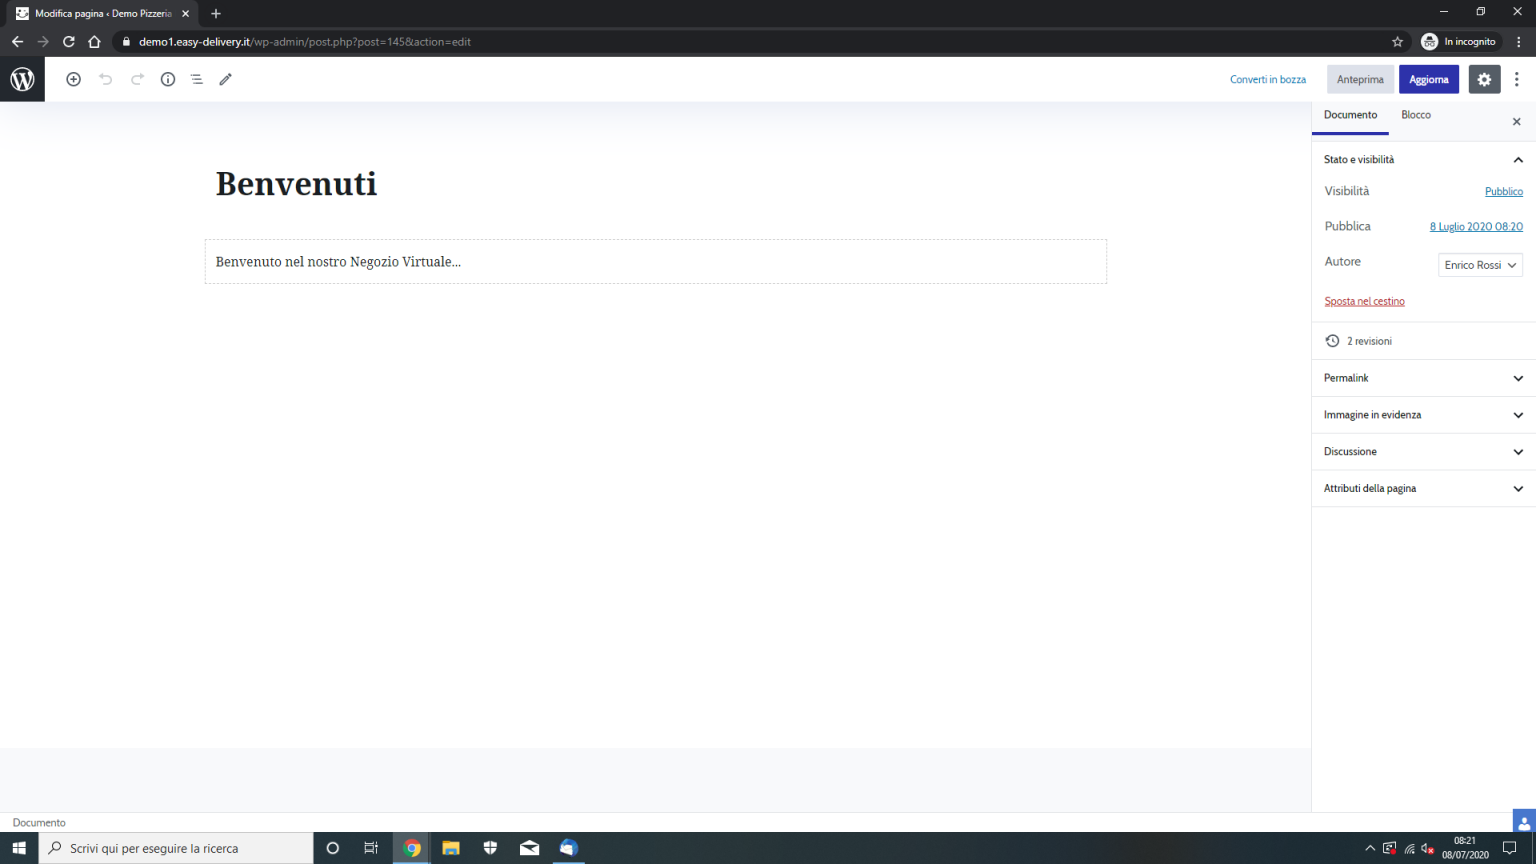 Modifica pagina ‹ Demo Pizzeria
demo1.easy-delivery.it/wp-admin/post.php?post=145&action=edit
In incognito
Converti in bozza
Anteprima
Aggiorna
Documento
Blocco
Stato e visibilità
Visibilità
Pubblico
Pubblica
8 Luglio 2020 08:20
Autore
Enrico Rossi
Sposta nel cestino
2 revisioni
Permalink
Immagine in evidenza
Discussione
Attributi della pagina
Benvenuti
Benvenuto nel nostro Negozio Virtuale...
Documento
Scrivi qui per eseguire la ricerca
08:21
08/07/2020